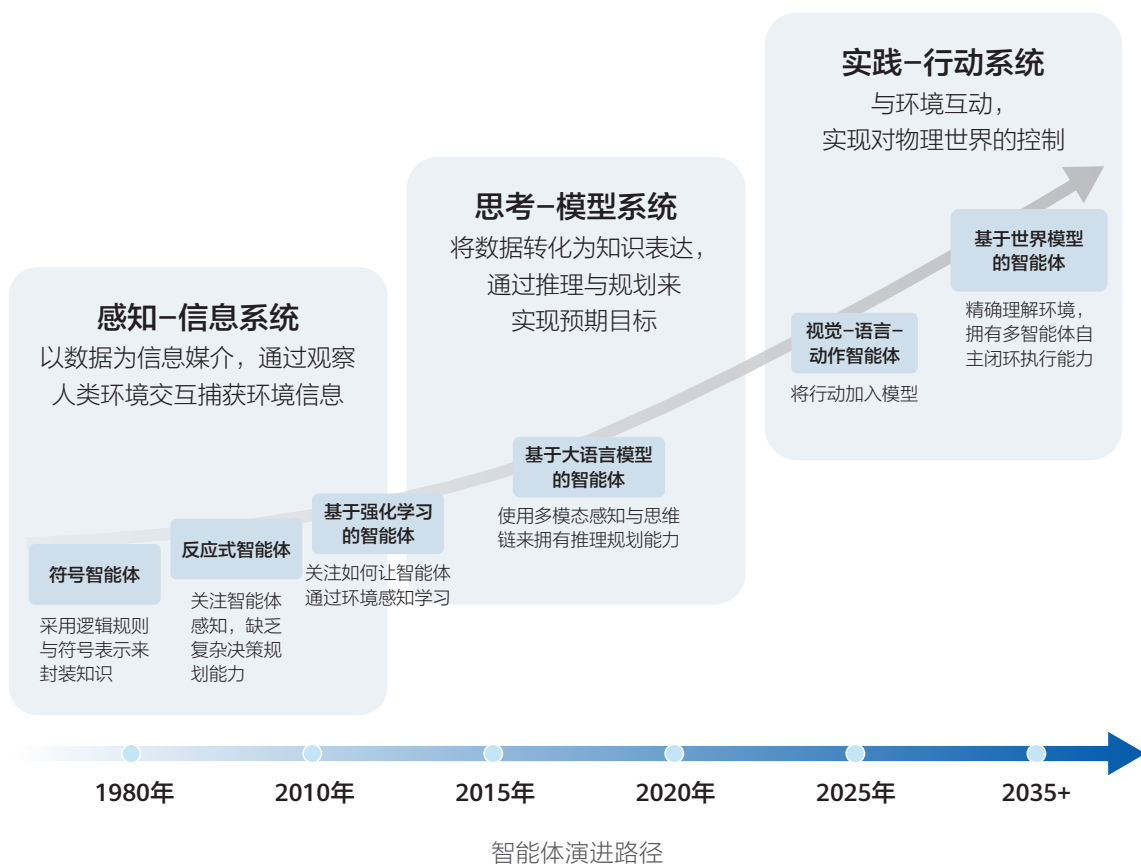 实践–行动系统
与环境互动，
实现对物理世界的控制
思考–模型系统
将数据转化为知识表达，
通过推理与规划来
实现预期目标
感知–信息系统
以数据为信息媒介，通过观察
人类环境交互捕获环境信息
基于世界模型
的智能体
精确理解环境，
拥有多智能体自
主闭环执行能力
视觉–语言–
动作智能体
将行动加入模型
基于大语言模型
的智能体
使用多模态感知与思维
链来拥有推理规划能力
基于强化学习
的智能体
关注如何让智能体
通过环境感知学习
反应式智能体
关注智能体
感知，缺乏
复杂决策规
划能力
符号智能体
采用逻辑规则
与符号表示来
封装知识
1980年
2010年
2015年
2020年
2025年
2035+
智能体演进路径